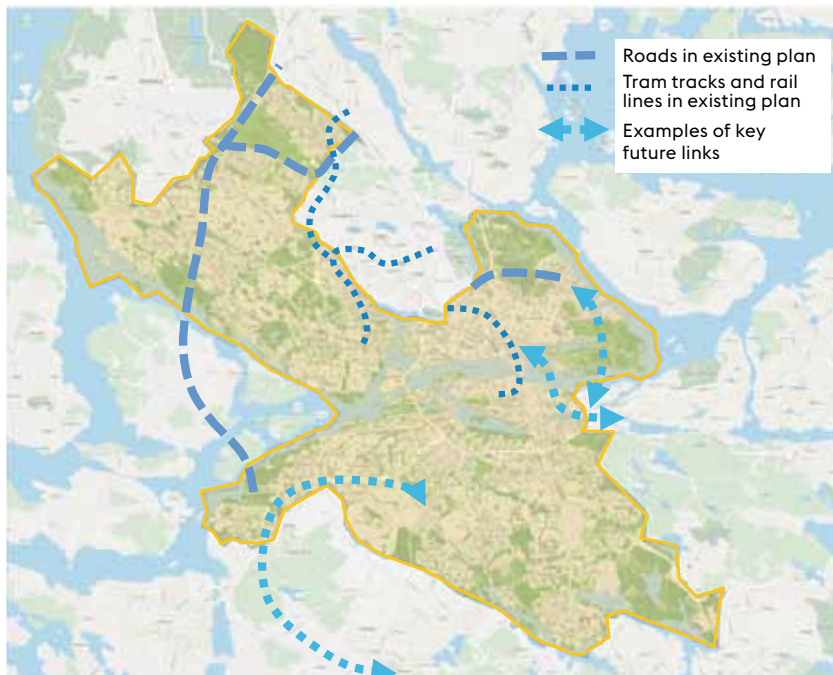 Roads in existing plan
Tram tracks and rail
lines in existing plan
Examples of key
future links